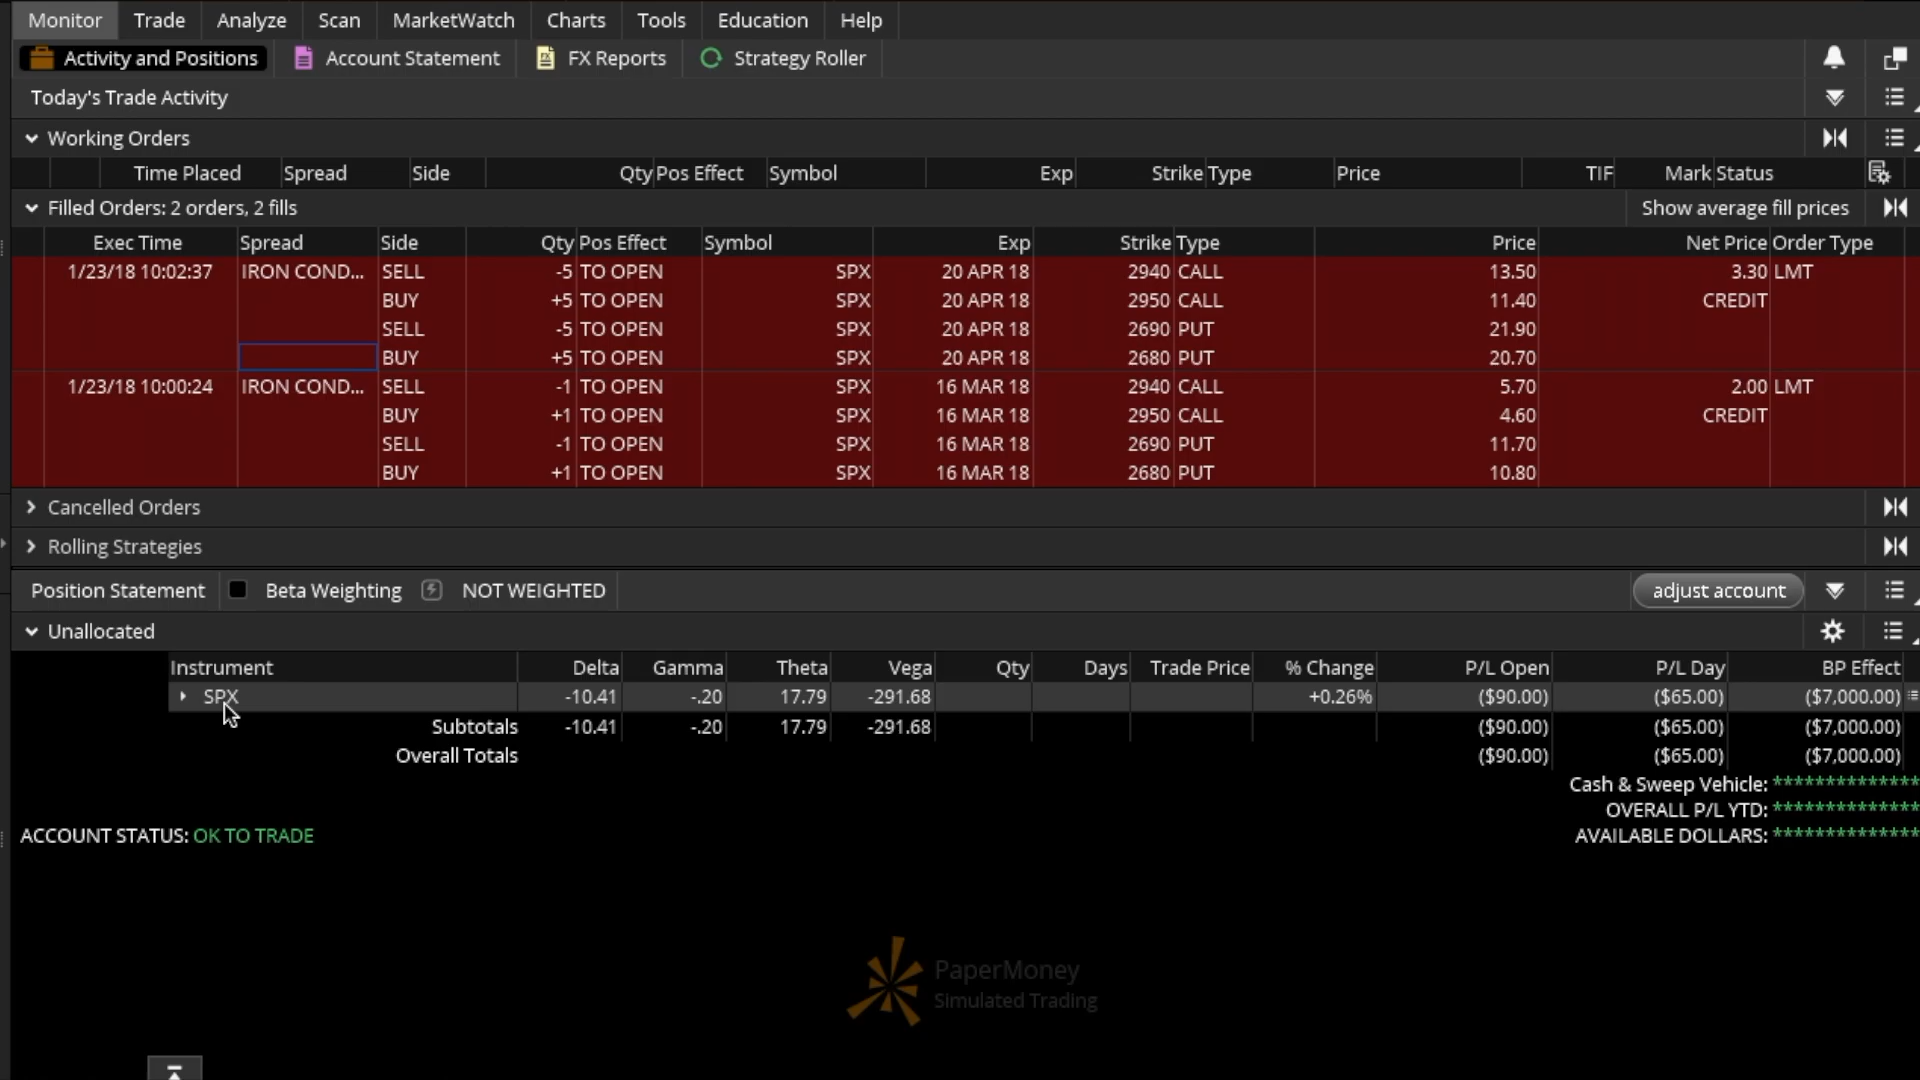 Monitor Trade Analyze Scan MarketWatch Charts Tools Education Help
Activity and Positions Account Statement FX Reports Strategy Roller
Today's Trade Activity
Working Orders
Time Placed Spread Side Qty Pos Effect Symbol Exp Strike Type Price TIF Mark Status
Filled Orders: 2 orders, 2 fills Show average fill prices
Exec Time Spread Side Qty Pos Effect Symbol Exp Strike Type Price Net Price Order Type
1/23/18 10:02:37 IRON COND... SELL -5 TO OPEN SPX 20 APR 18 2940 CALL 13.50 3.30 LMT
BUY +5 TO OPEN SPX 20 APR 18 2950 CALL 11.40 CREDIT
SELL -5 TO OPEN SPX 20 APR 18 2690 PUT 21.90
BUY +5 TO OPEN SPX 20 APR 18 2680 PUT 20.70
1/23/18 10:00:24 IRON COND... SELL -1 TO OPEN SPX 16 MAR 18 2940 CALL 5.70 2.00 LMT
BUY +1 TO OPEN SPX 16 MAR 18 2950 CALL 4.60 CREDIT
SELL -1 TO OPEN SPX 16 MAR 18 2690 PUT 11.70
BUY +1 TO OPEN SPX 16 MAR 18 2680 PUT 10.80
Cancelled Orders
Rolling Strategies
Position Statement Beta Weighting NOT WEIGHTED adjust account
Unallocated
Instrument Delta Gamma Theta Vega Qty Days Trade Price % Change P/L Open P/L Day BP Effect
SPX -10.41 -.20 17.79 -291.68 +0.26% ($90.00) ($65.00) ($7,000.00)
Subtotals -10.41 -.20 17.79 -291.68 ($90.00) ($65.00) ($7,000.00)
Overall Totals ($90.00) ($65.00) ($7,000.00)
Cash & Sweep Vehicle: **************
OVERALL P/L YTD: **************
ACCOUNT STATUS: OK TO TRADE AVAILABLE DOLLARS: **************
PaperMoney
Simulated Trading